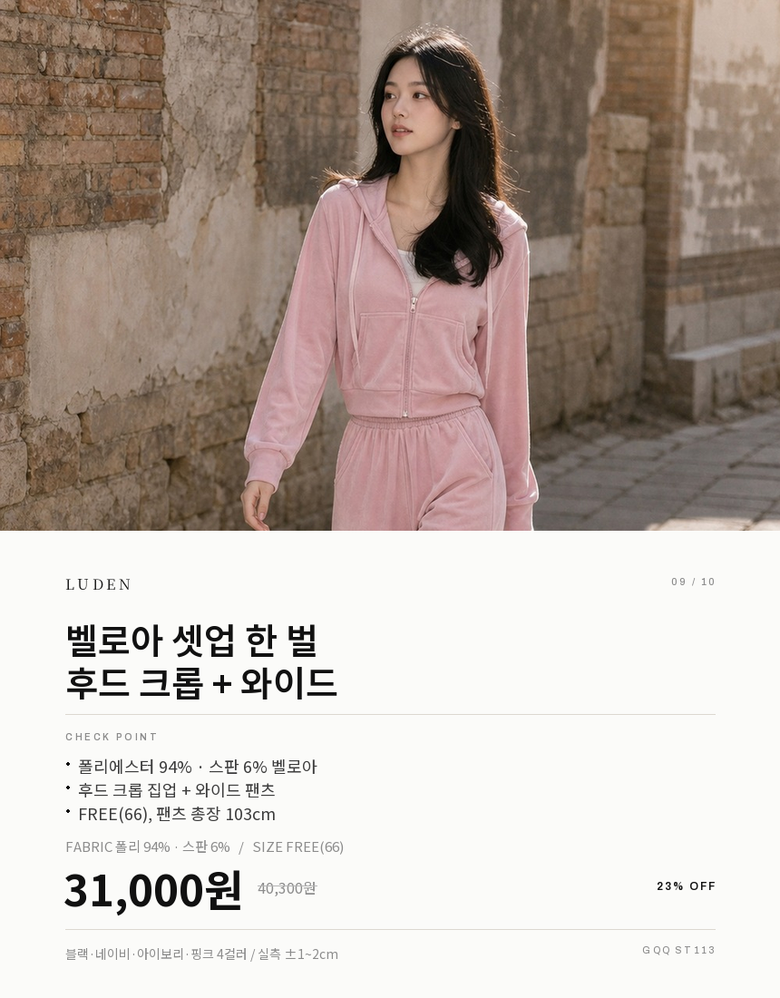 LUDEN
09 / 10
벨로아 셋업 한 벌
후드 크롭 + 와이드
CHECK POINT
• 폴리에스터 94% · 스판 6% 벨로아
• 후드 크롭 집업 + 와이드 팬츠
• FREE(66), 팬츠 총장 103cm
FABRIC 폴리 94% · 스판 6% / SIZE FREE(66)
31,000원 40,300원
23% OFF
블랙·네이비·아이보리·핑크 4컬러 / 실측 ±1~2cm
GQQ ST113